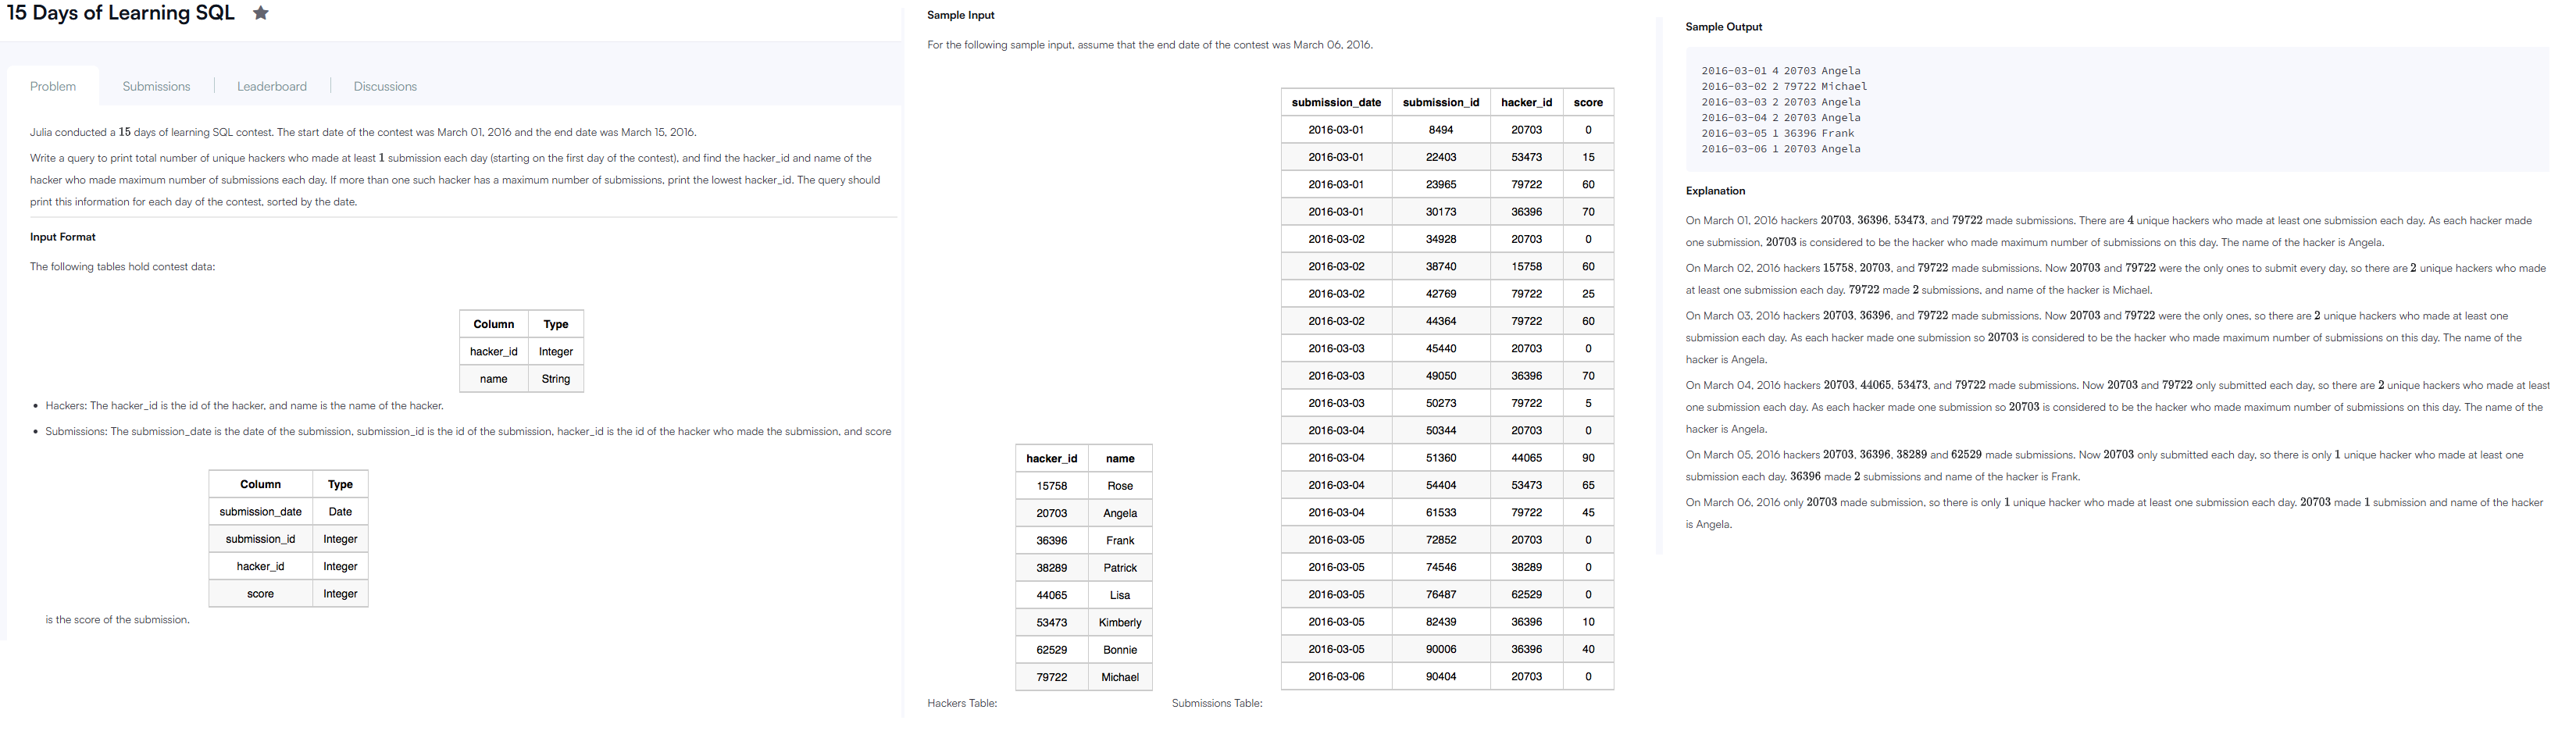 15 Days of Learning SQL
Problem
Submissions
Leaderboard
Discussions
Julia conducted a 15 days of learning SQL contest. The start date of the contest was March 01, 2016 and the end date was March 15, 2016.
Write a query to print total number of unique hackers who made at least 1 submission each day (starting on the first day of the contest), and find the hacker_id and name of the
hacker who made maximum number of submissions each day. If more than one such hacker has a maximum number of submissions, print the lowest hacker_id. The query should
print this information for each day of the contest, sorted by the date.
Input Format
The following tables hold contest data:
Column Type
hacker_id Integer
name String
• Hackers: The hacker_id is the id of the hacker, and name is the name of the hacker.
• Submissions: The submission_date is the date of the submission, submission_id is the id of the submission, hacker_id is the id of the hacker who made the submission, and score
Column Type
submission_date Date
submission_id Integer
hacker_id Integer
score Integer
is the score of the submission.
Sample Input
For the following sample input, assume that the end date of the contest was March 06, 2016.
hacker_id name
15758 Rose
20703 Angela
36396 Frank
38289 Patrick
44065 Lisa
53473 Kimberly
62529 Bonnie
79722 Michael
Hackers Table:
submission_date submission_id hacker_id score
2016-03-01 8494 20703 0
2016-03-01 22403 53473 15
2016-03-01 23965 79722 60
2016-03-01 30173 36396 70
2016-03-02 34928 20703 0
2016-03-02 38740 15758 60
2016-03-02 42769 79722 25
2016-03-02 44364 79722 60
2016-03-03 45440 20703 0
2016-03-03 49050 36396 70
2016-03-03 50273 79722 5
2016-03-04 50344 20703 0
2016-03-04 51360 44065 90
2016-03-04 54404 53473 65
2016-03-04 61533 79722 45
2016-03-05 72852 20703 0
2016-03-05 74546 38289 0
2016-03-05 76487 62529 0
2016-03-05 82439 36396 10
2016-03-05 90006 36396 40
2016-03-06 90404 20703 0
Submissions Table:
Sample Output
2016-03-01 4 20703 Angela
2016-03-02 2 79722 Michael
2016-03-03 2 20703 Angela
2016-03-04 2 20703 Angela
2016-03-05 1 36396 Frank
2016-03-06 1 20703 Angela
Explanation
On March 01, 2016 hackers 20703, 36396, 53473, and 79722 made submissions. There are 4 unique hackers who made at least one submission each day. As each hacker made
one submission, 20703 is considered to be the hacker who made maximum number of submissions on this day. The name of the hacker is Angela.
On March 02, 2016 hackers 15758, 20703, and 79722 made submissions. Now 20703 and 79722 were the only ones to submit every day, so there are 2 unique hackers who made
at least one submission each day. 79722 made 2 submissions, and name of the hacker is Michael.
On March 03, 2016 hackers 20703, 36396, and 79722 made submissions. Now 20703 and 79722 were the only ones, so there are 2 unique hackers who made at least one
submission each day. As each hacker made one submission so 20703 is considered to be the hacker who made maximum number of submissions on this day. The name of the
hacker is Angela.
On March 04, 2016 hackers 20703, 44065, 53473, and 79722 made submissions. Now 20703 and 79722 only submitted each day, so there are 2 unique hackers who made at least
one submission each day. As each hacker made one submission so 20703 is considered to be the hacker who made maximum number of submissions on this day. The name of the
hacker is Angela.
On March 05, 2016 hackers 20703, 36396, 38289 and 62529 made submissions. Now 20703 only submitted each day, so there is only 1 unique hacker who made at least one
submission each day. 36396 made 2 submissions and name of the hacker is Frank.
On March 06, 2016 only 20703 made submission, so there is only 1 unique hacker who made at least one submission each day. 20703 made 1 submission and name of the hacker
is Angela.